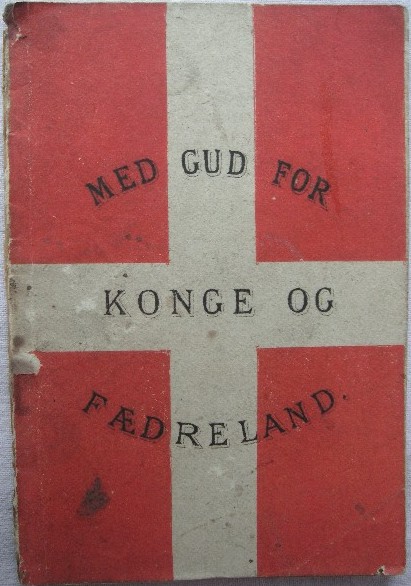 MED GUD FOR
KONGE OG
FÆDRELAND.